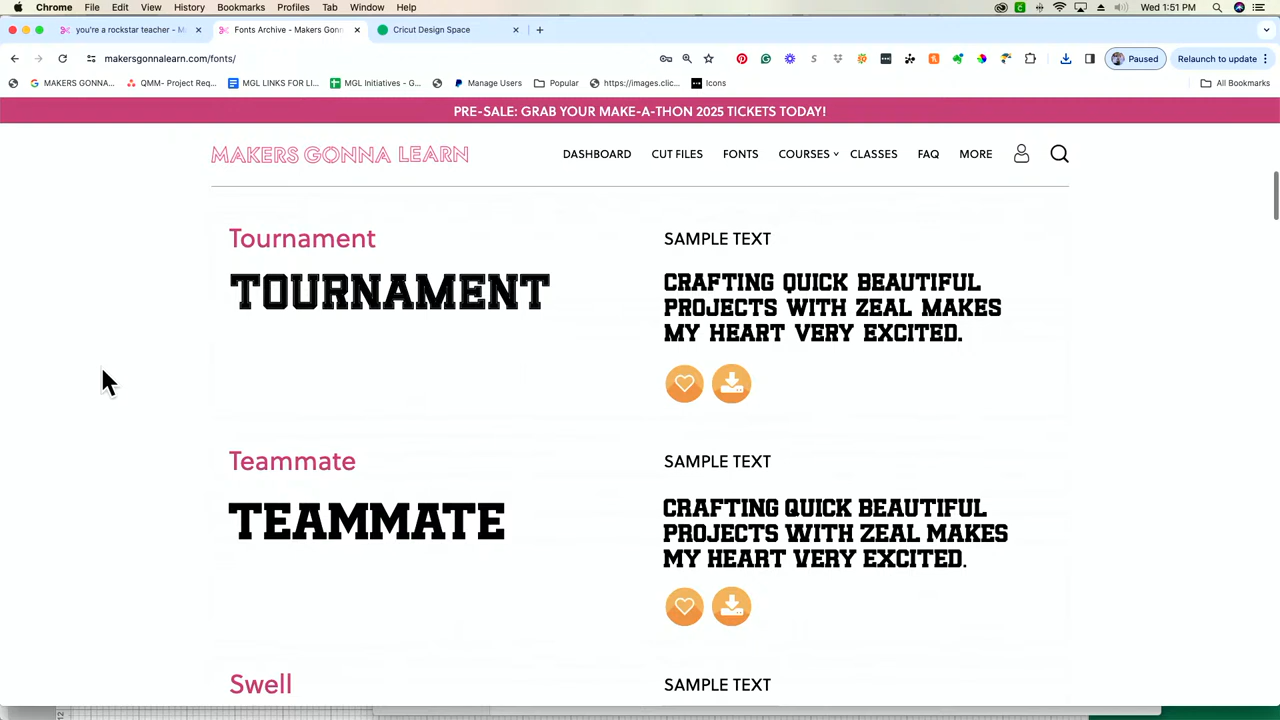 Chrome File Edit View History Bookmarks Profiles Tab Window Help Wed 1:51 PM
you're a rockstar teacher - M Fonts Archive - Makers Gonn Cricut Design Space
makersgonnalearn.com/fonts/ Paused Relaunch to update
MAKERS GONNA... QMM- Project Req... MGL LINKS FOR LI... MGL Initiatives - G... Manage Users Popular https://images.clic... Icons All Bookmarks
PRE-SALE: GRAB YOUR MAKE-A-THON 2025 TICKETS TODAY!
MAKERS GONNA LEARN DASHBOARD CUT FILES FONTS COURSES CLASSES FAQ MORE
Tournament SAMPLE TEXT
TOURNAMENT
CRAFTING QUICK BEAUTIFUL
PROJECTS WITH ZEAL MAKES
MY HEART VERY EXCITED.
Teammate SAMPLE TEXT
TEAMMATE
CRAFTING QUICK BEAUTIFUL
PROJECTS WITH ZEAL MAKES
MY HEART VERY EXCITED.
Swell SAMPLE TEXT
12